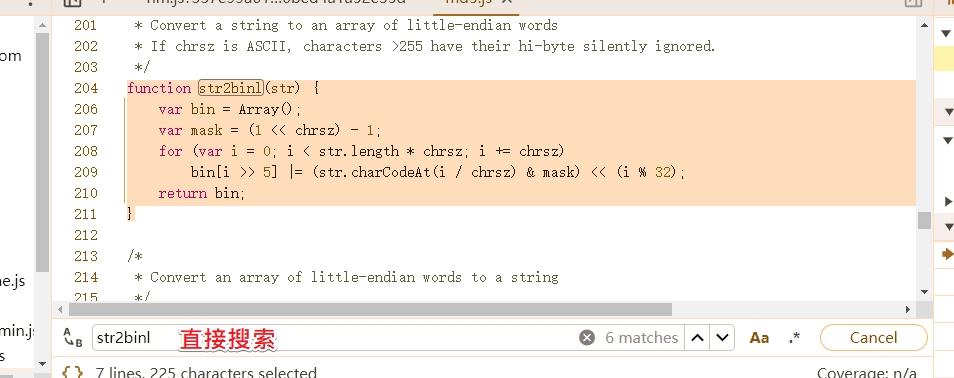 md5.js
201 * Convert a string to an array of little-endian words
202 * If chrsz is ASCII, characters >255 have their hi-byte silently ignored.
203 */
204 function str2binl(str) {
206 var bin = Array();
207 var mask = (1 << chrsz) - 1;
208 for (var i = 0; i < str.length * chrsz; i += chrsz)
209 bin[i >> 5] |= (str.charCodeAt(i / chrsz) & mask) << (i % 32);
210 return bin;
211 }
212
213 /*
214 * Convert an array of little-endian words to a string
215 */
om
ne.js
min.js
s
A B str2binl 直接搜索 6 matches Aa .* Cancel
{} 7 lines, 225 characters selected Coverage: n/a